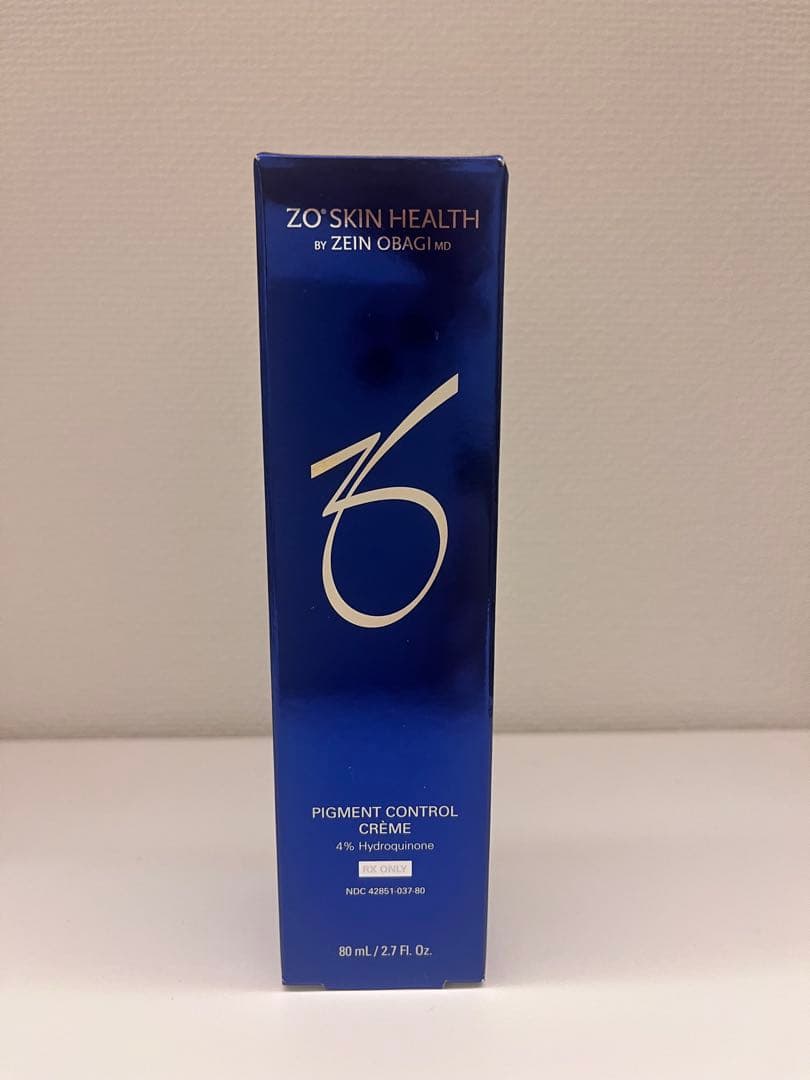 ZO® SKIN HEALTH
BY ZEIN OBAGI MD
ZO
PIGMENT CONTROL
CRÈME
4% Hydroquinone
RX ONLY
NDC 42851-037-80
80 mL / 2.7 Fl. Oz.